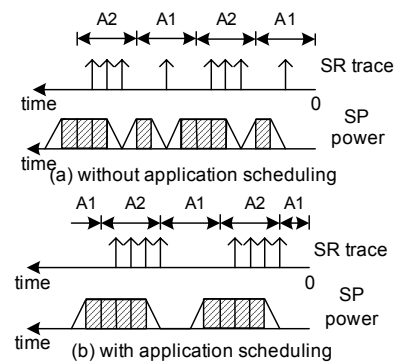 A2 A1 A2 A1
SR trace
time 0
SP power
time
(a) without application scheduling
A1 A2 A1 A2 A1
SR trace
time 0
SP power
time
(b) with application scheduling